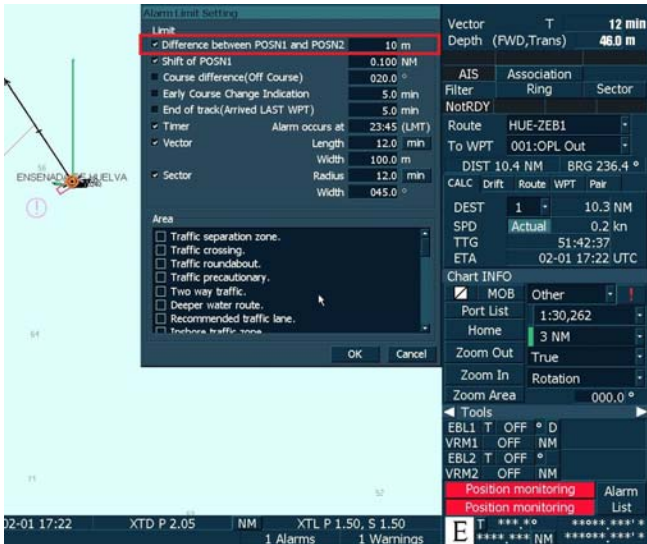 Alarm Limit Setting
Limit
Difference between POSN1 and POSN2 10 m
Shift of POSN1 0.100 NM
Course difference(Off Course) 020.0 °
Early Course Change Indication 5.0 min
End of track(Arrived LAST WPT) 5.0 min
Timer Alarm occurs at 23:45 (LMT)
Vector Length 12.0 min
Width 100.0 m
Sector Radius 12.0 min
Width 045.0 °
Area
Traffic separation zone.
Traffic crossing.
Traffic roundabout.
Traffic precautionary.
Two way traffic.
Deeper water route.
Recommended traffic lane.
Inshore traffic zone
OK Cancel
56
ENSENADA DE HUELVA
54
71
52
Vector T 12 min
Depth (FWD,Trans) 46.0 m
AIS Association
Filter Ring Sector
NotRDY
Route HUE-ZEB1
To WPT 001:OPL Out
DIST 10.4 NM BRG 236.4 °
CALC Drift Route WPT Pair
DEST 1 10.3 NM
SPD Actual 0.2 kn
TTG 51:42:37
ETA 02-01 17:22 UTC
Chart INFO
MOB Other !
Port List 1:30,262
Home 3 NM
Zoom Out True
Zoom In Rotation
Zoom Area 000.0 °
Tools
EBL1 T OFF ° D
VRM1 OFF NM
EBL2 T OFF °
VRM2 OFF NM
Position monitoring Alarm
Position monitoring List
E T ***.*° **°**.***'*
****.*** NM ***°**.***'*
02-01 17:22 XTD P 2.05 NM XTL P 1.50, S 1.50
1 Alarms 1 Warnings